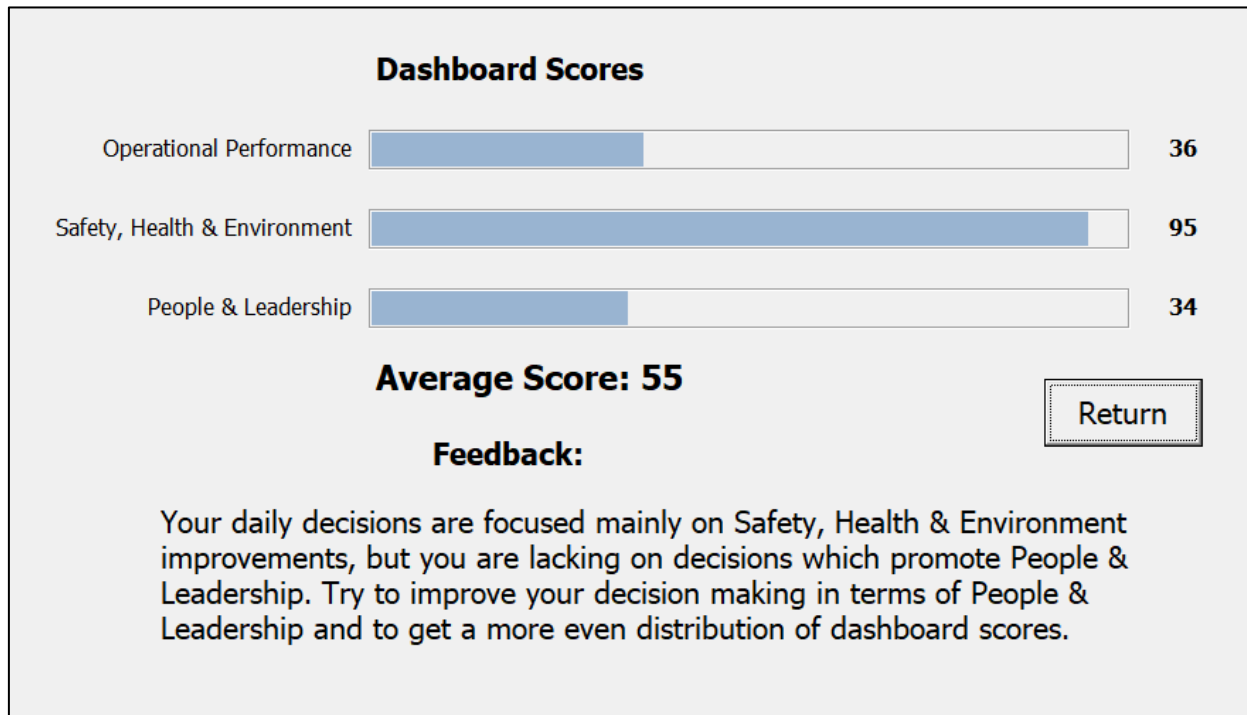 Dashboard Scores
Operational Performance 36
Safety, Health & Environment 95
People & Leadership 34
Average Score: 55
Return
Feedback:
Your daily decisions are focused mainly on Safety, Health & Environment
improvements, but you are lacking on decisions which promote People &
Leadership. Try to improve your decision making in terms of People &
Leadership and to get a more even distribution of dashboard scores.